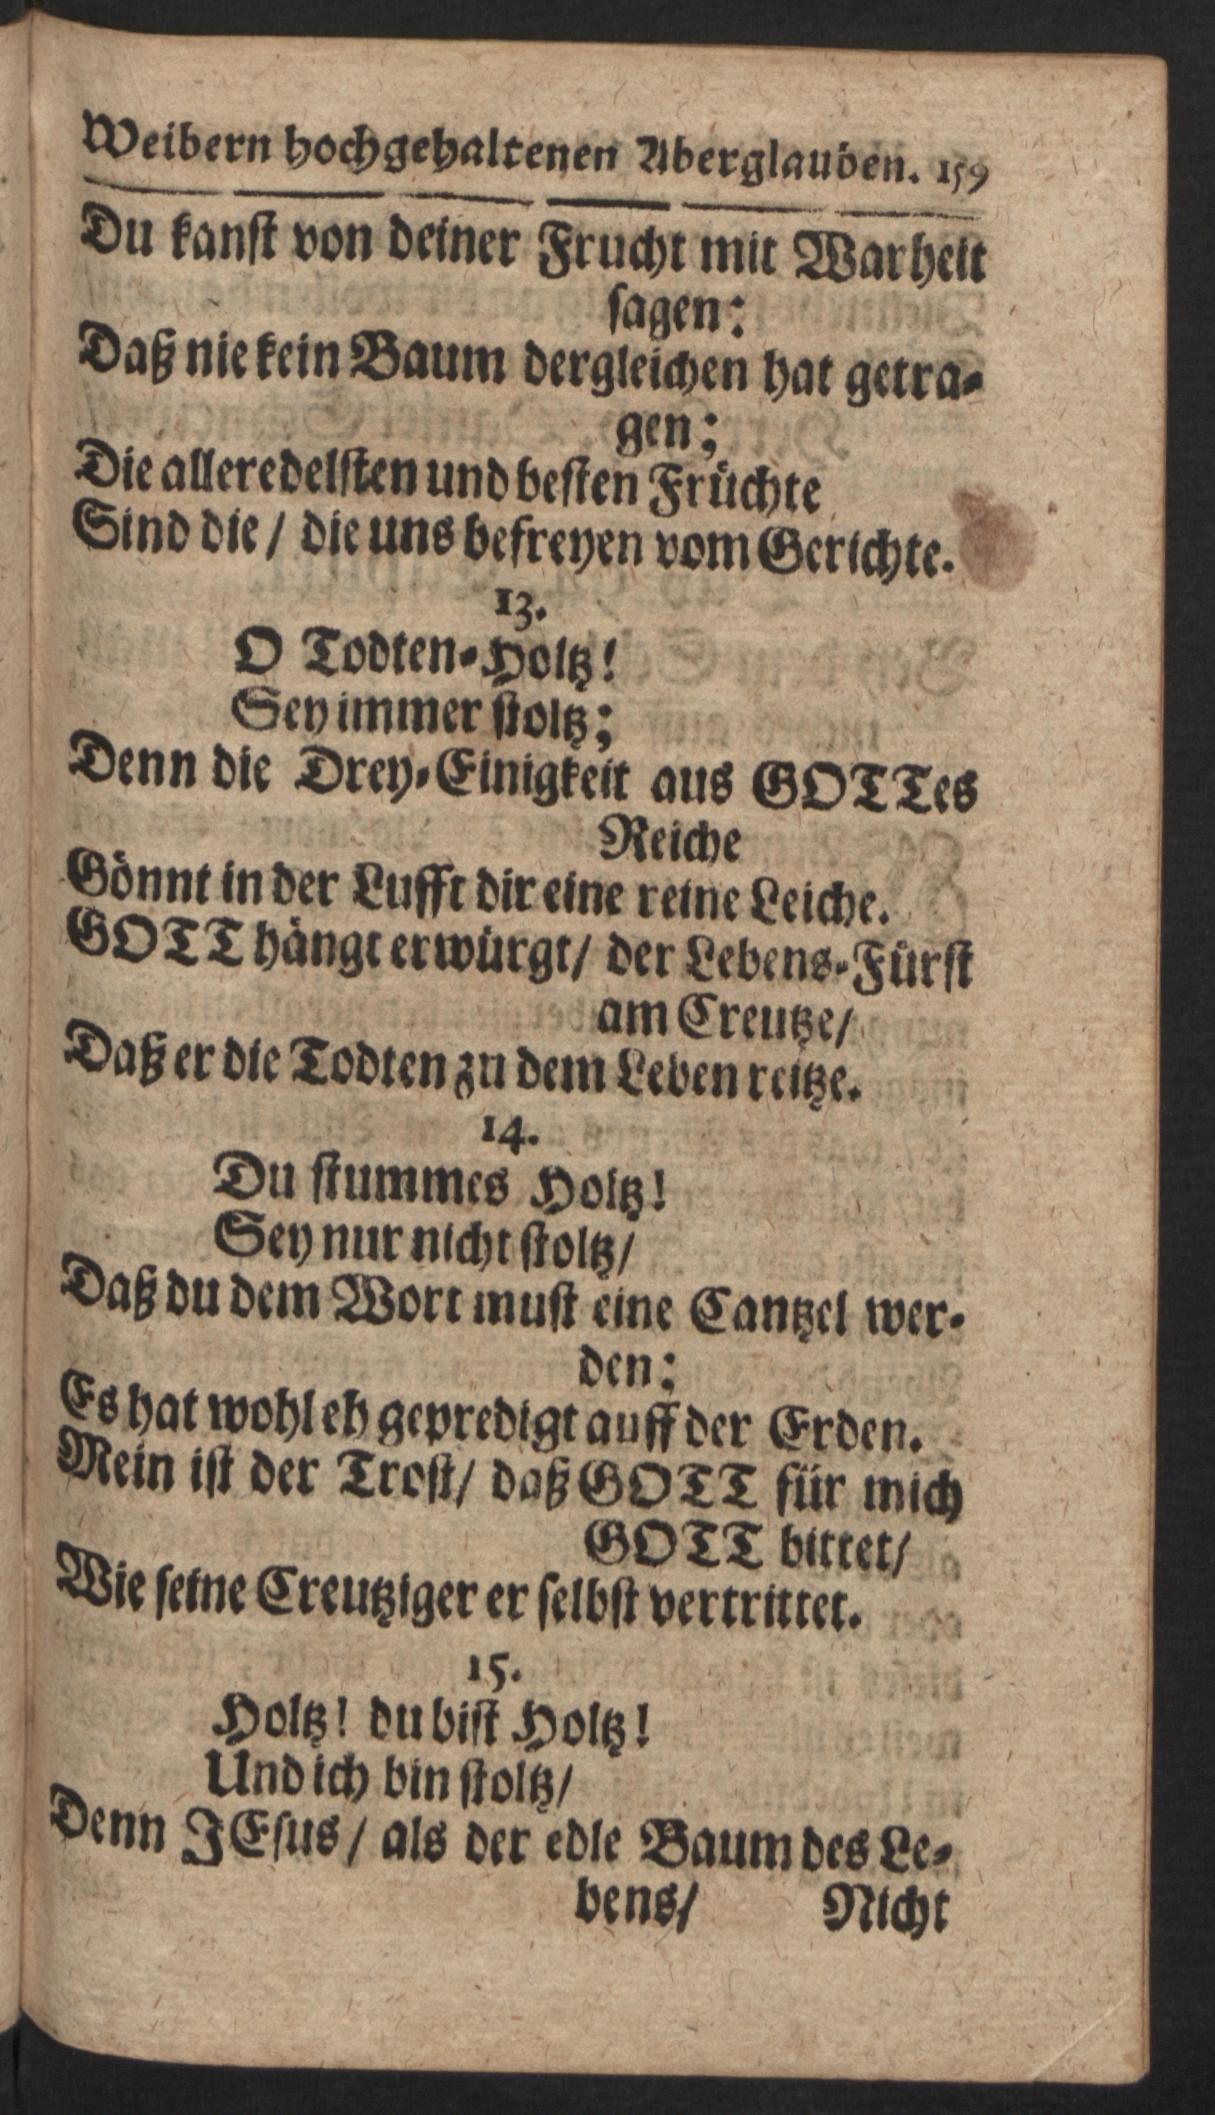 Weibern hochgehaltenen Aberglauben. 159
Du kanst von deiner Frucht mit Warheit
sagen:
Daß nie kein Baum dergleichen hat getra-
gen;
Die alleredelsten und besten Früchte
Sind die / die uns befreyen vom Gerichte.
13.
O Todten-Holtz!
Sey immer stoltz;
Denn die Drey-Einigkeit aus GOTTes
Reiche
Gönnt in der Lufft dir eine reine Leiche.
GOTT hängt erwürgt / der Lebens-Fürst
am Creutze /
Daß er die Todten zu dem Leben reitze.
14.
Du stummes Holtz!
Sey nur nicht stoltz /
Daß du dem Wort must eine Cantzel wer-
den:
Es hat wohl eh gepredigt auff der Erden.
Mein ist der Trost / daß GOTT für mich
GOTT bittet /
Wie seine Creutziger er selbst vertrittet.
15.
Holtz! du bist Holtz!
Und ich bin stoltz /
Denn JEsus / als der edle Baum des Le-
bens / Nicht